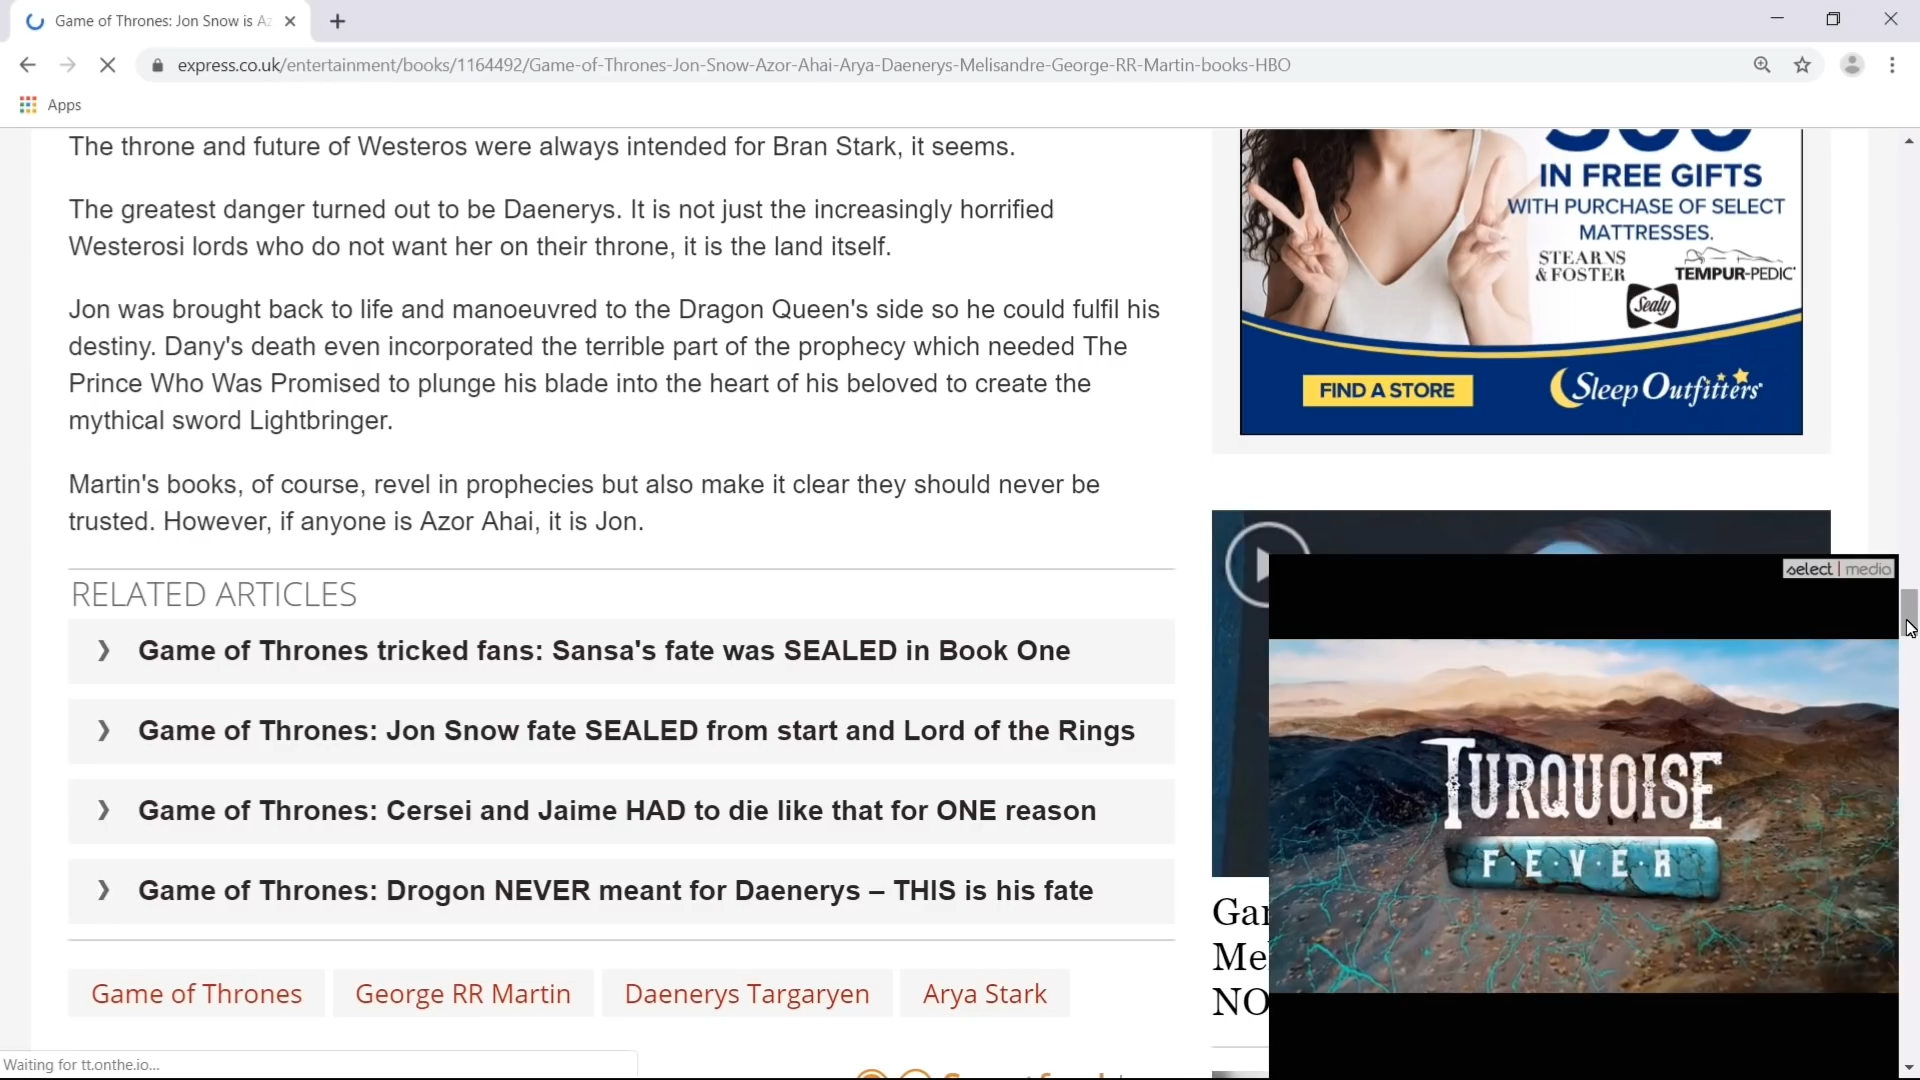 Game of Thrones: Jon Snow is Az
express.co.uk/entertainment/books/1164492/Game-of-Thrones-Jon-Snow-Azor-Ahai-Arya-Daenerys-Melisandre-George-RR-Martin-books-HBO
Apps
The throne and future of Westeros were always intended for Bran Stark, it seems.
The greatest danger turned out to be Daenerys. It is not just the increasingly horrified
Westerosi lords who do not want her on their throne, it is the land itself.
Jon was brought back to life and manoeuvred to the Dragon Queen's side so he could fulfil his
destiny. Dany's death even incorporated the terrible part of the prophecy which needed The
Prince Who Was Promised to plunge his blade into the heart of his beloved to create the
mythical sword Lightbringer.
Martin's books, of course, revel in prophecies but also make it clear they should never be
trusted. However, if anyone is Azor Ahai, it is Jon.
RELATED ARTICLES
Game of Thrones tricked fans: Sansa's fate was SEALED in Book One
Game of Thrones: Jon Snow fate SEALED from start and Lord of the Rings
Game of Thrones: Cersei and Jaime HAD to die like that for ONE reason
Game of Thrones: Drogon NEVER meant for Daenerys – THIS is his fate
Game of Thrones
George RR Martin
Daenerys Targaryen
Arya Stark
Waiting for tt.onthe.io...
IN FREE GIFTS
WITH PURCHASE OF SELECT
MATTRESSES.
STEARNS
& FOSTER
TEMPUR-PEDIC
Sealy
FIND A STORE
Sleep Outfitters
select | media
TURQUOISE
F·E·V·E·R
Gar
Me
NO